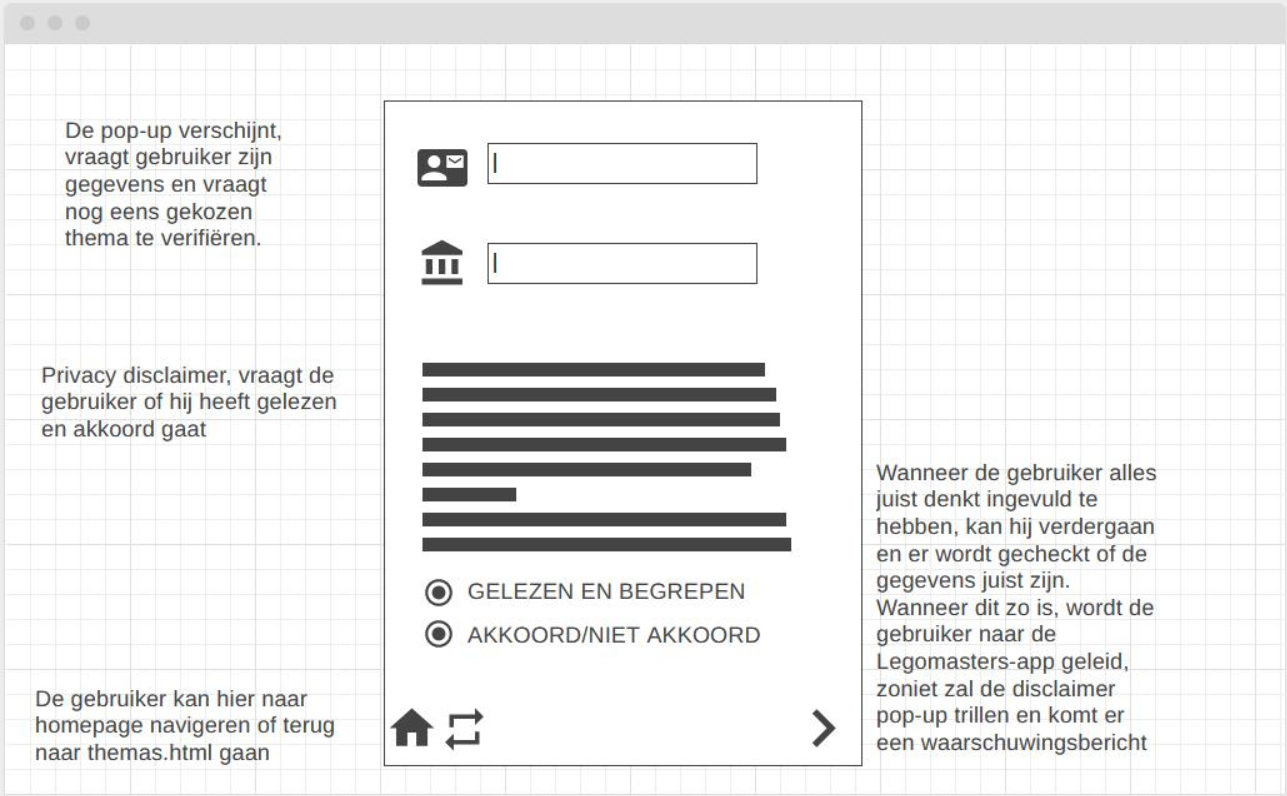 De pop-up verschijnt,
vraagt gebruiker zijn
gegevens en vraagt
nog eens gekozen
thema te verifiëren.
Privacy disclaimer, vraagt de
gebruiker of hij heeft gelezen
en akkoord gaat
GELEZEN EN BEGREPEN
AKKOORD/NIET AKKOORD
De gebruiker kan hier naar
homepage navigeren of terug
naar themas.html gaan
Wanneer de gebruiker alles
juist denkt ingevuld te
hebben, kan hij verdergaan
en er wordt gecheckt of de
gegevens juist zijn.
Wanneer dit zo is, wordt de
gebruiker naar de
Legomasters-app geleid,
zoniet zal de disclaimer
pop-up trillen en komt er
een waarschuwingsbericht